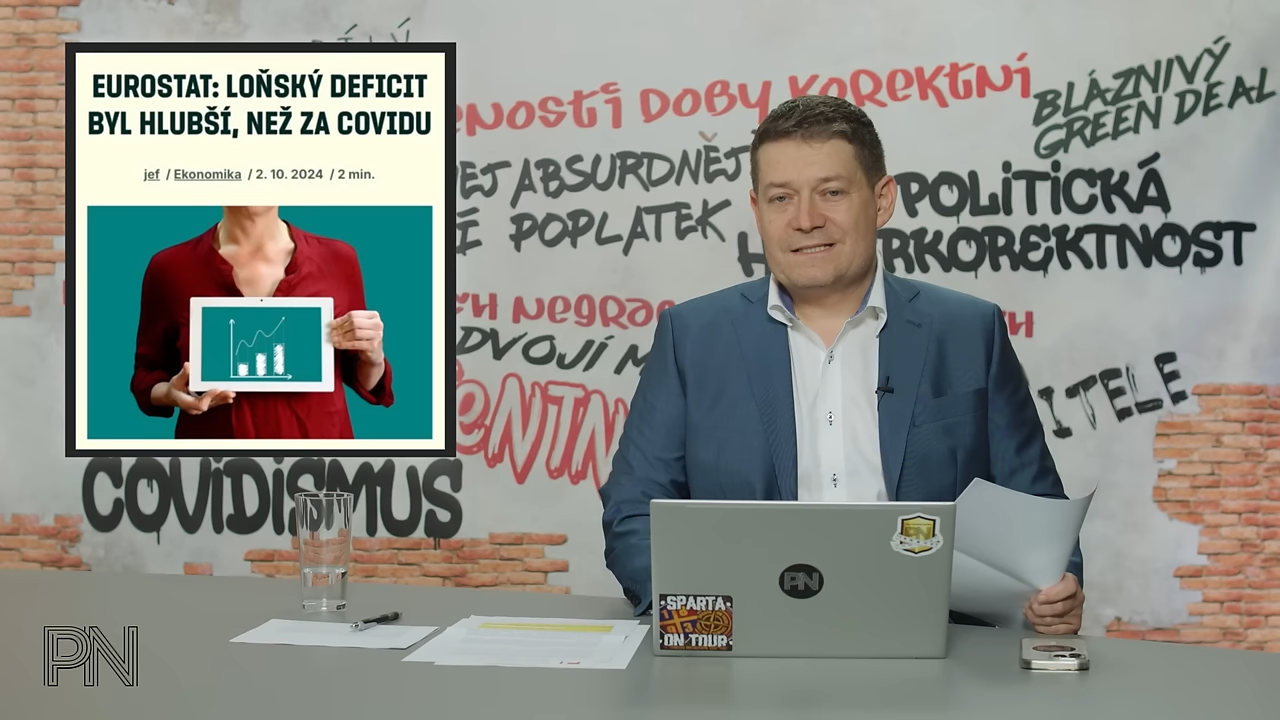 EUROSTAT: LOŇSKÝ DEFICIT
BYL HLUBŠÍ, NEŽ ZA COVIDU
jef / Ekonomika / 2. 10. 2024 / 2 min.
DOBY KOREKTNÍ
BLÁZNIVÝ
GREEN DEAL
ABSURDNĚJ
POPLATEK
POLITICKÁ
RKOREKTNOST
DVOJÍ
ITELE
COVIDISMUS
PN
SPARTA
ON TOUR
PN